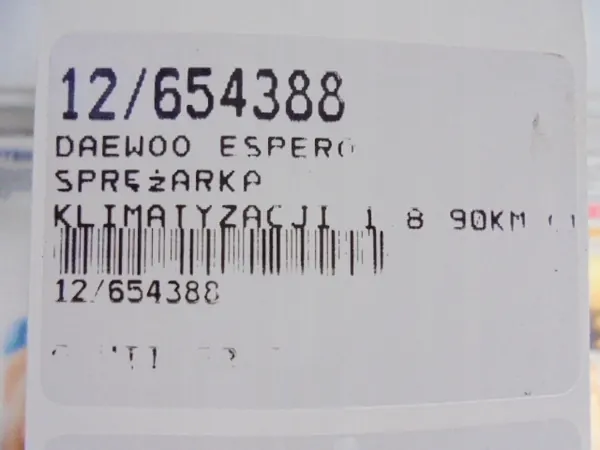 12/654388
DAEWOO ESPERO
SPRĘŻARKA
KLIMATYZACJI 1 8 90KM
12/654388